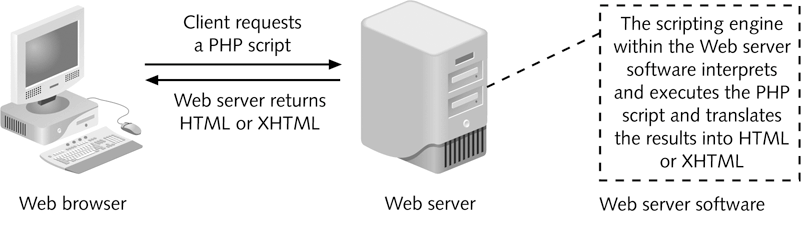 Client requests
a PHP script
Web server returns
HTML or XHTML
The scripting engine
within the Web server
software interprets
and executes the PHP
script and translates
the results into HTML
or XHTML
Web browser
Web server
Web server software